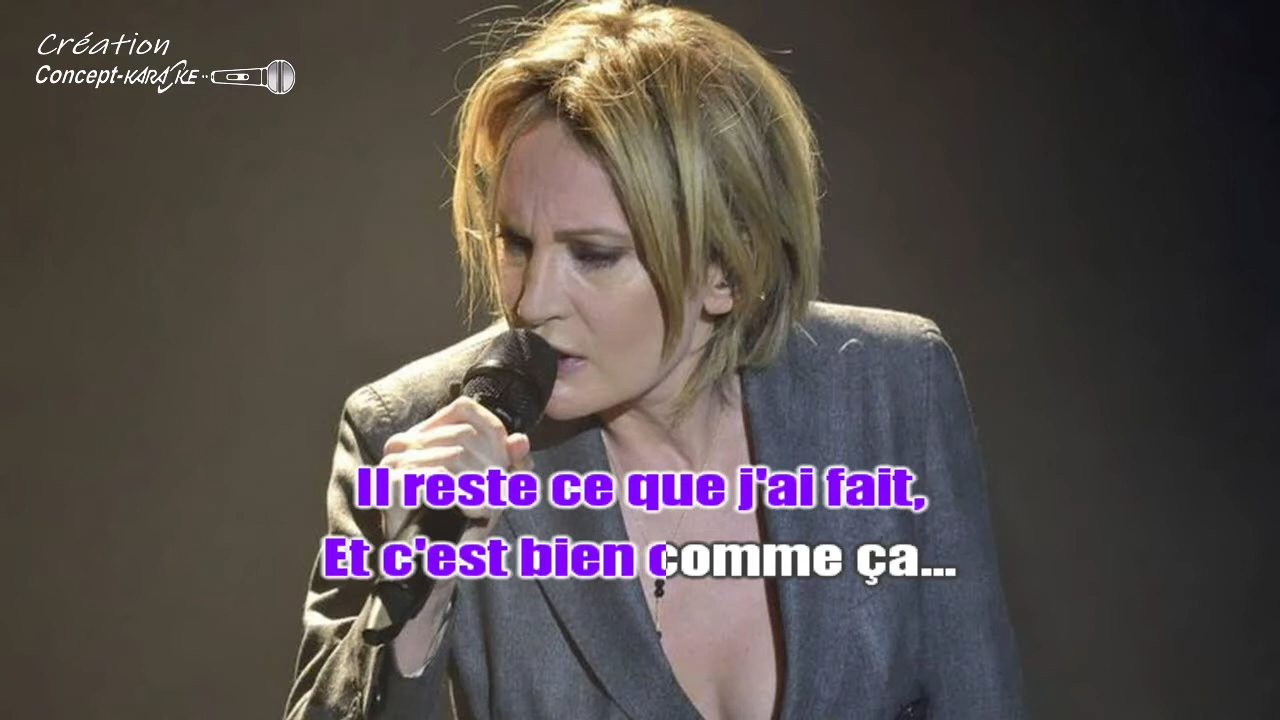 Création
Concept-KARAOKE
Il reste ce que j'ai fait,
Et c'est bien comme ça...